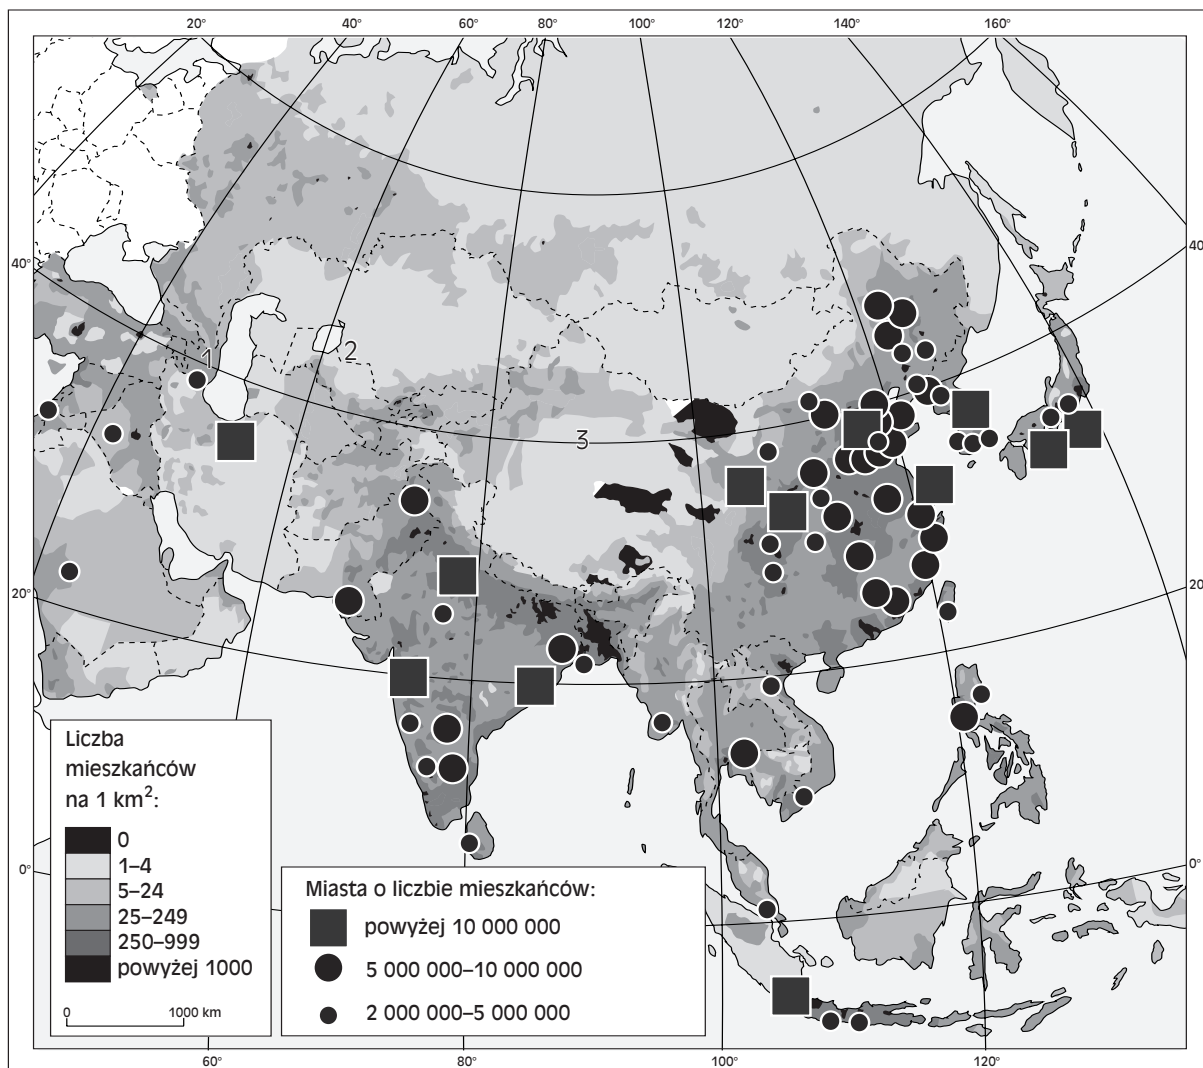 20° 40° 60° 80° 100° 120° 140° 160°
40° 40°
1 2
3
20° 20°
Liczba
mieszkańców
na 1 km²:
0
1–4
5–24
25–249
250–999
powyżej 1000
0 1000 km
0° 0°
Miasta o liczbie mieszkańców:
powyżej 10 000 000
5 000 000–10 000 000
2 000 000–5 000 000
60° 80° 100° 120°